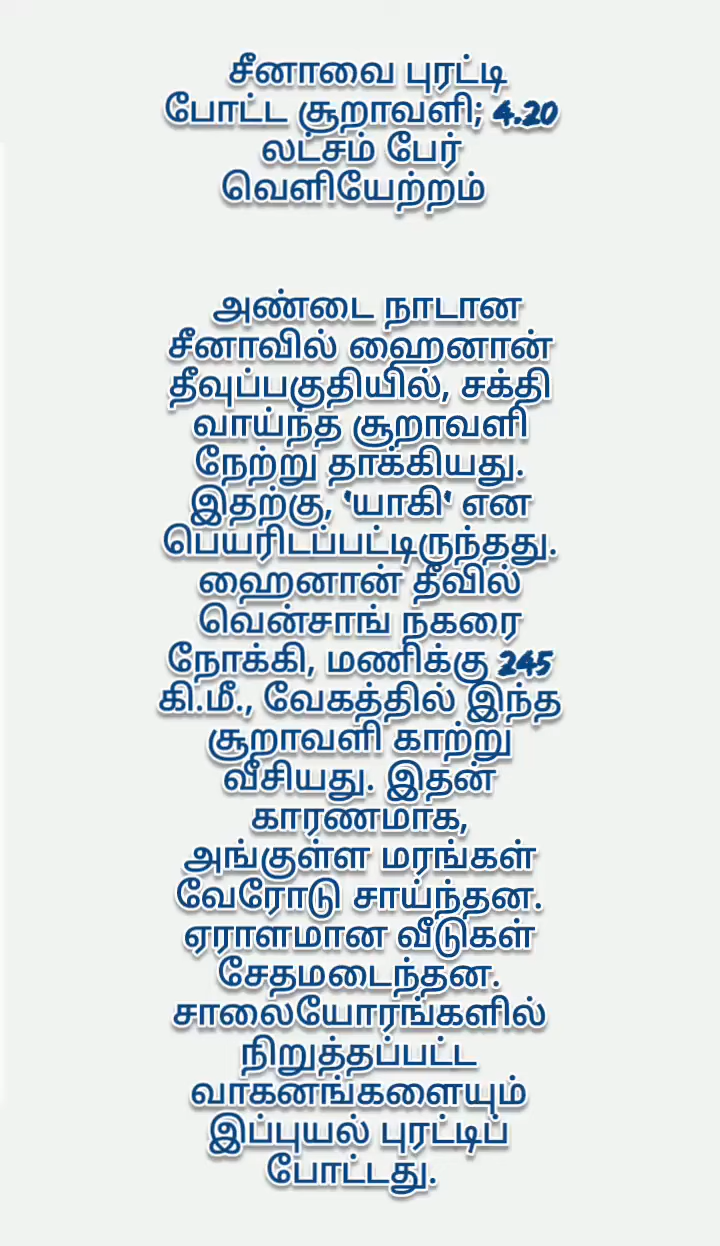 சீனாவை புரட்டி
போட்ட சூறாவளி; 4.20
லட்சம் பேர்
வெளியேற்றம்
அண்டை நாடான
சீனாவில் ஹைனான்
தீவுப்பகுதியில், சக்தி
வாய்ந்த சூறாவளி
நேற்று தாக்கியது.
இதற்கு, 'யாகி' என
பெயரிடப்பட்டிருந்தது.
ஹைனான் தீவில்
வென்சாங் நகரை
நோக்கி, மணிக்கு 245
கி.மீ., வேகத்தில் இந்த
சூறாவளி காற்று
வீசியது. இதன்
காரணமாக,
அங்குள்ள மரங்கள்
வேரோடு சாய்ந்தன.
ஏராளமான வீடுகள்
சேதமடைந்தன.
சாலையோரங்களில்
நிறுத்தப்பட்ட
வாகனங்களையும்
இப்புயல் புரட்டிப்
போட்டது.